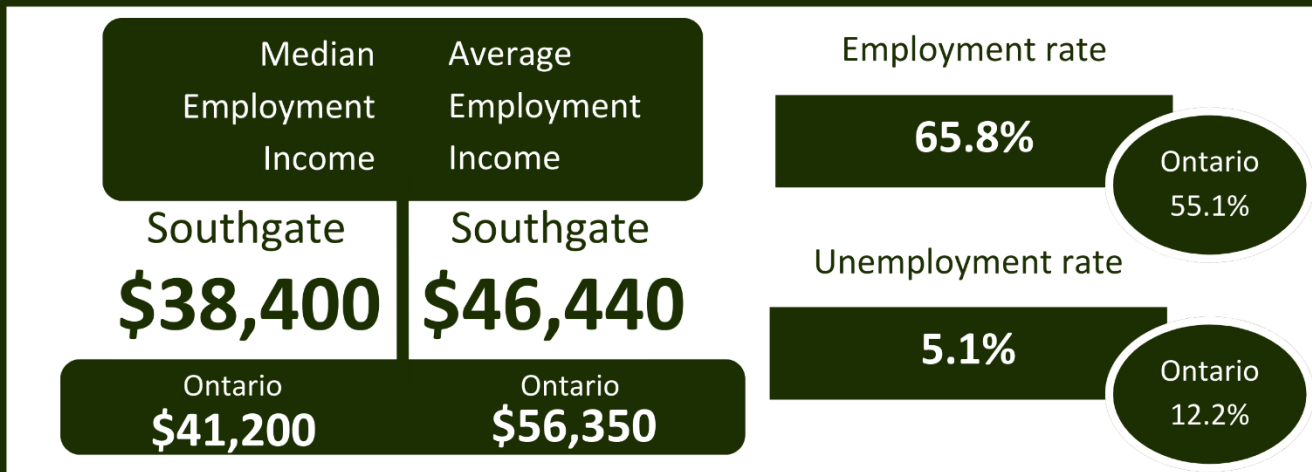 Median
Employment
Income
Average
Employment
Income
Southgate
$38,400
Southgate
$46,440
Ontario
$41,200
Ontario
$56,350
Employment rate
65.8%
Ontario
55.1%
Unemployment rate
5.1%
Ontario
12.2%